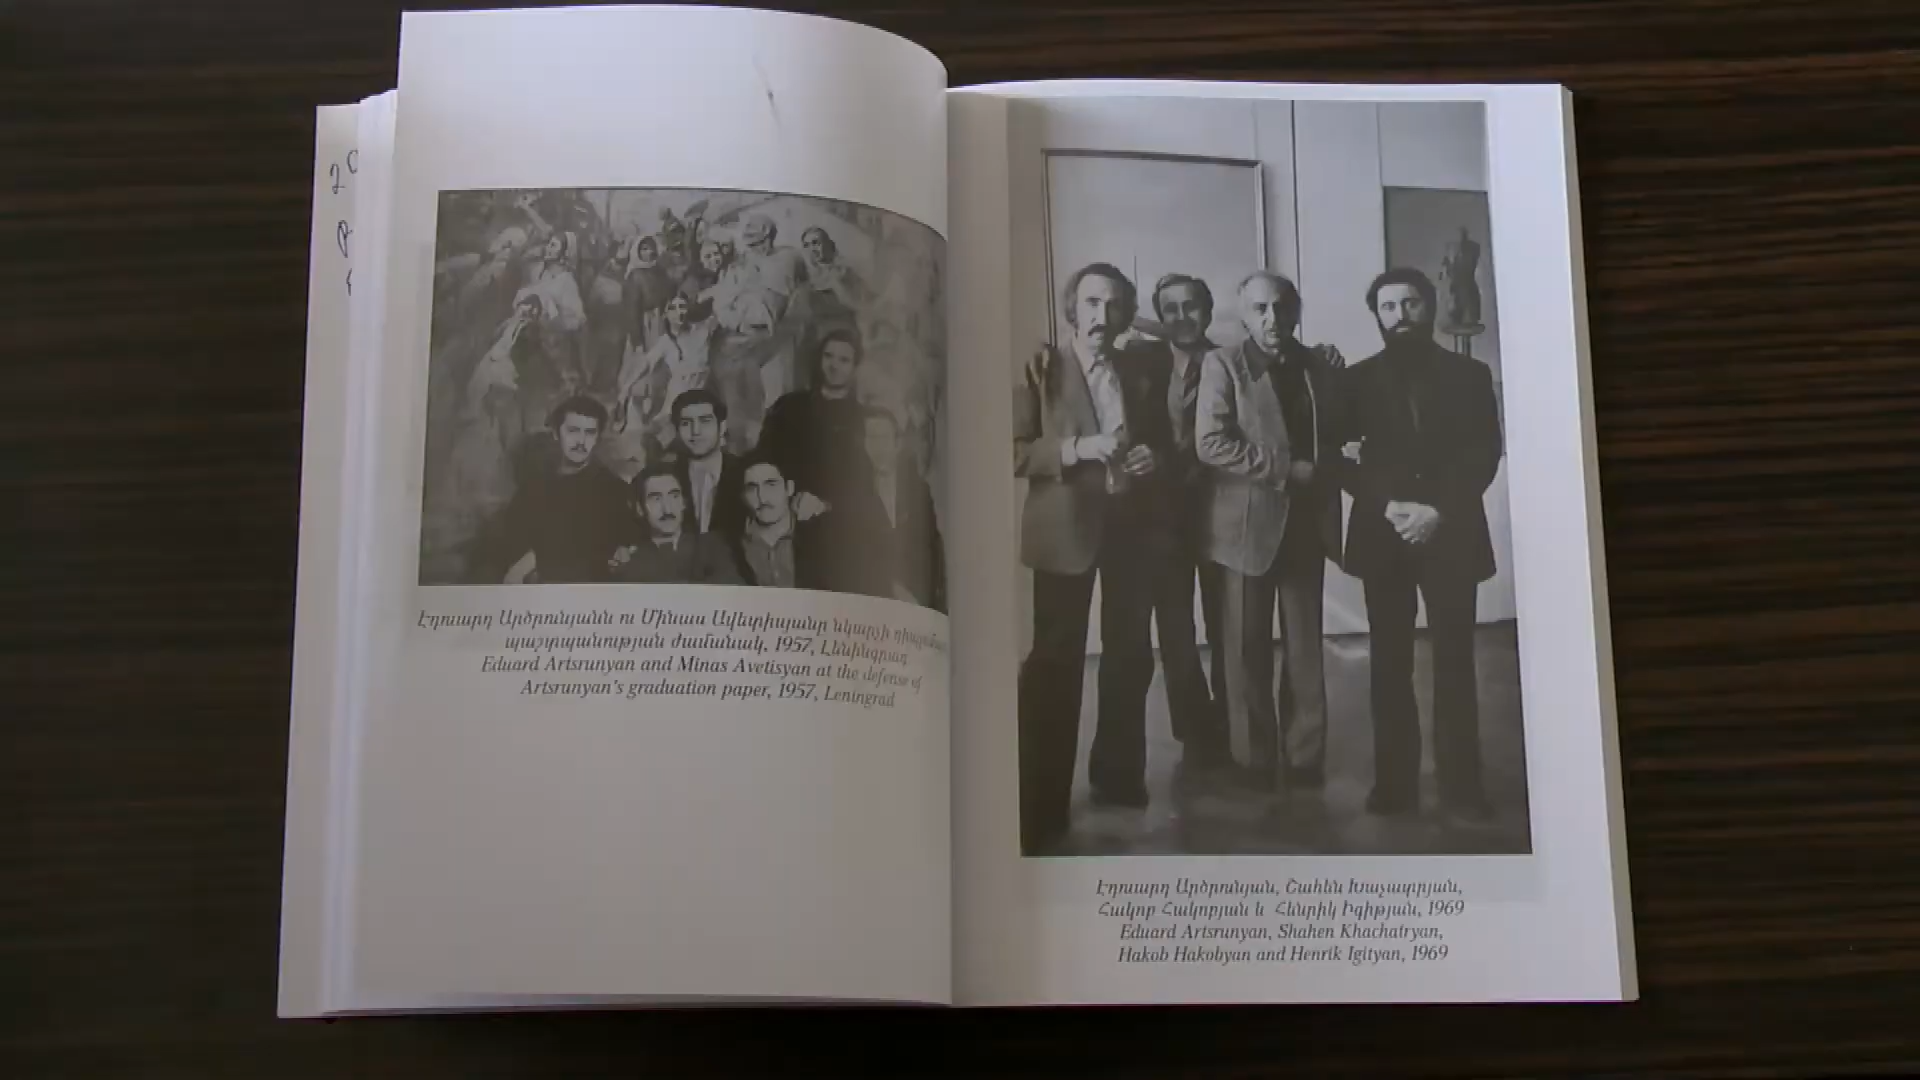 20
Էդուարդ Արծրունյանն ու Մինաս Ավետիսյանը նկարչի
պաշտպանության ժամանակ, 1957, Լենինգրադ
Eduard Artsrunyan and Minas Avetisyan at the defense of
Artsrunyan's graduation paper, 1957, Leningrad
Էդուարդ Արծրունյան, Շահեն Խաչատրյան,
Հակոբ Հակոբյան և Հենրիկ Իգիթյան, 1969
Eduard Artsrunyan, Shahen Khachatryan,
Hakob Hakobyan and Henrik Igityan, 1969